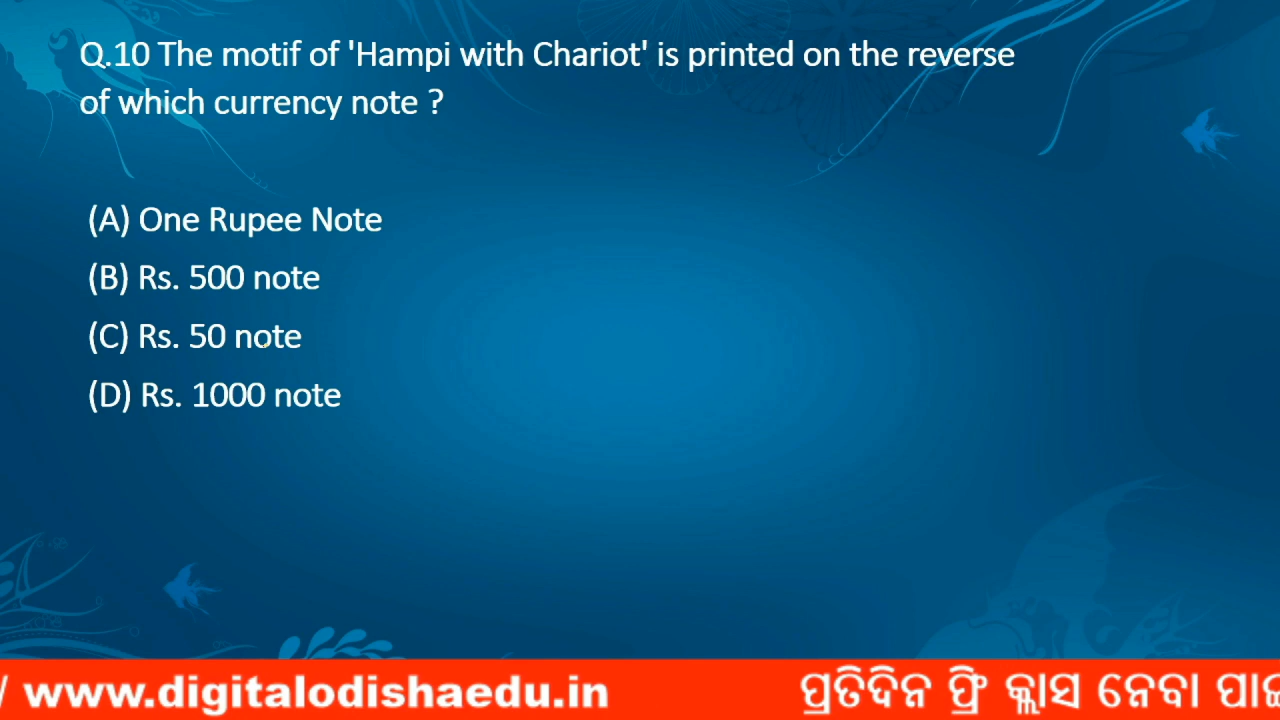 Q.10 The motif of 'Hampi with Chariot' is printed on the reverse
of which currency note ?
(A) One Rupee Note
(B) Rs. 500 note
(C) Rs. 50 note
(D) Rs. 1000 note
/ www.digitalodishaedu.in ପ୍ରତିଦିନ ଫ୍ରି କ୍ଲାସ ନେବା ପାଇ